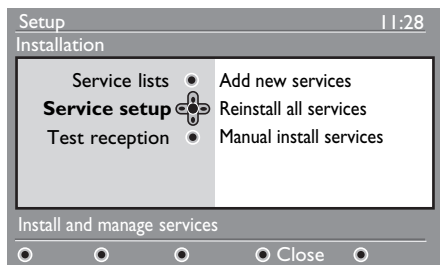 Setup 11:28
Installation
Service lists Add new services
Service setup Reinstall all services
Test reception Manual install services
Install and manage services
Close